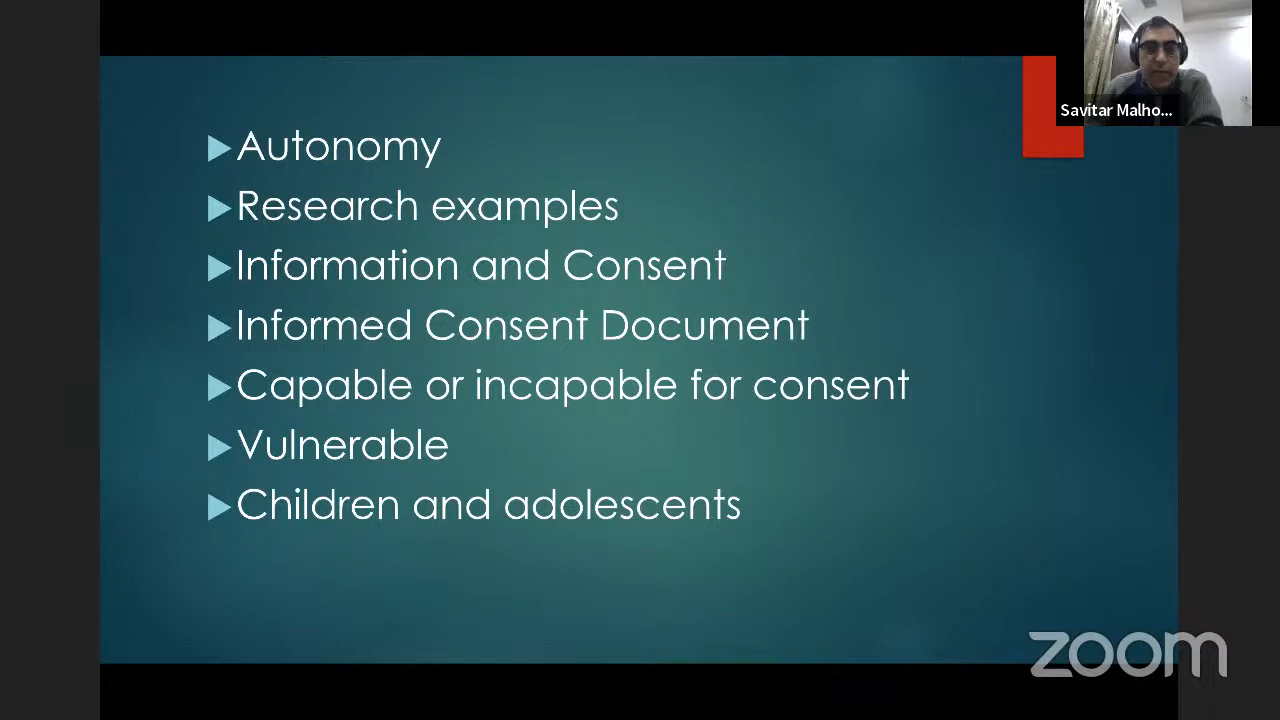 Savitar Malho...
Autonomy
Research examples
Information and Consent
Informed Consent Document
Capable or incapable for consent
Vulnerable
Children and adolescents
zoom